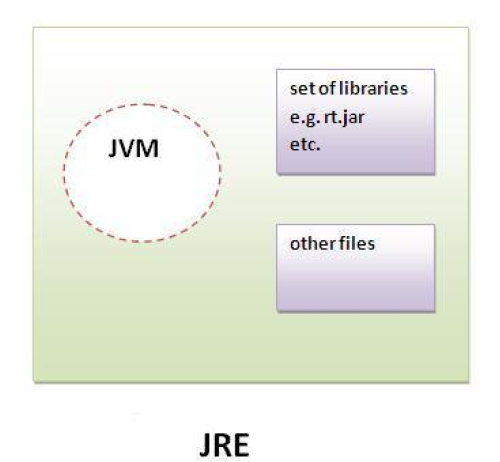 JVM
set of libraries
e.g. rt.jar
etc.
other files
JRE